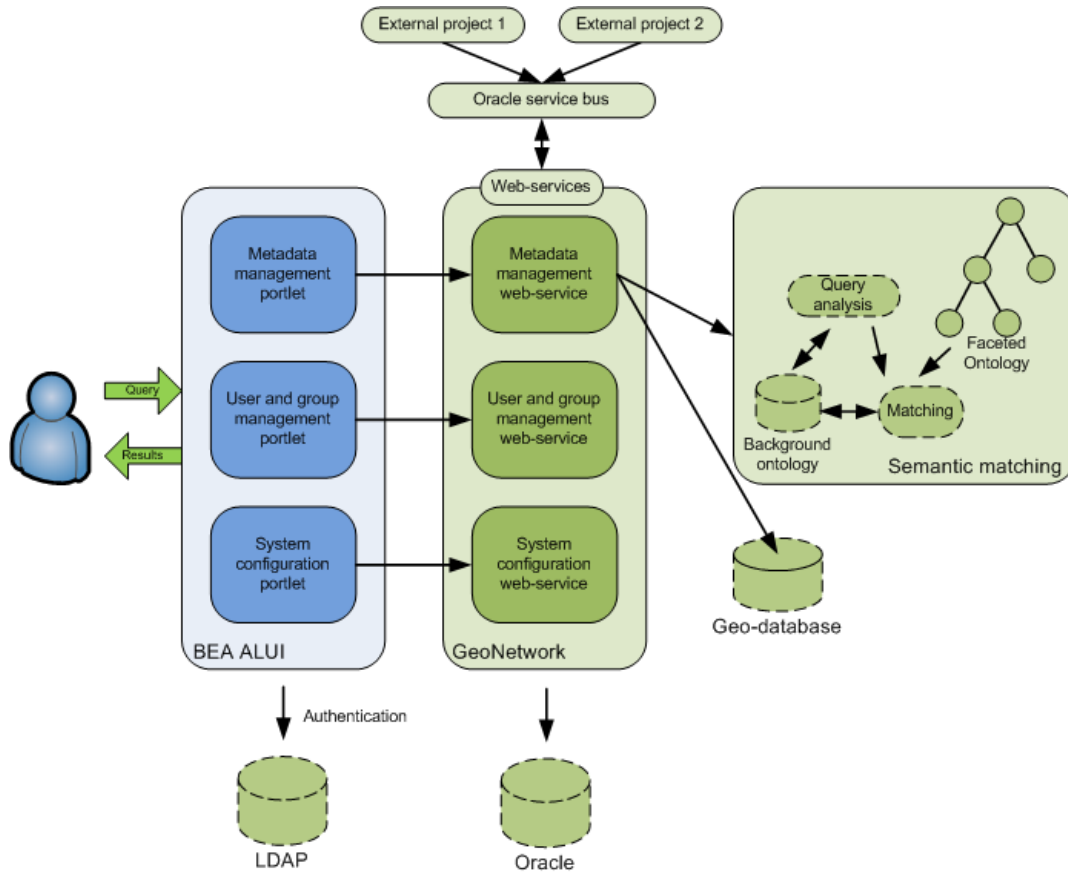 External project 1
External project 2
Oracle service bus
Web-services
Metadata
management
portlet
Metadata
management
web-service
Query
analysis
Faceted
Ontology
User and group
management
portlet
User and group
management
web-service
Query
Results
Matching
Background
ontology
Semantic matching
System
configuration
portlet
System
configuration
web-service
Geo-database
BEA ALUI
GeoNetwork
Authentication
LDAP
Oracle